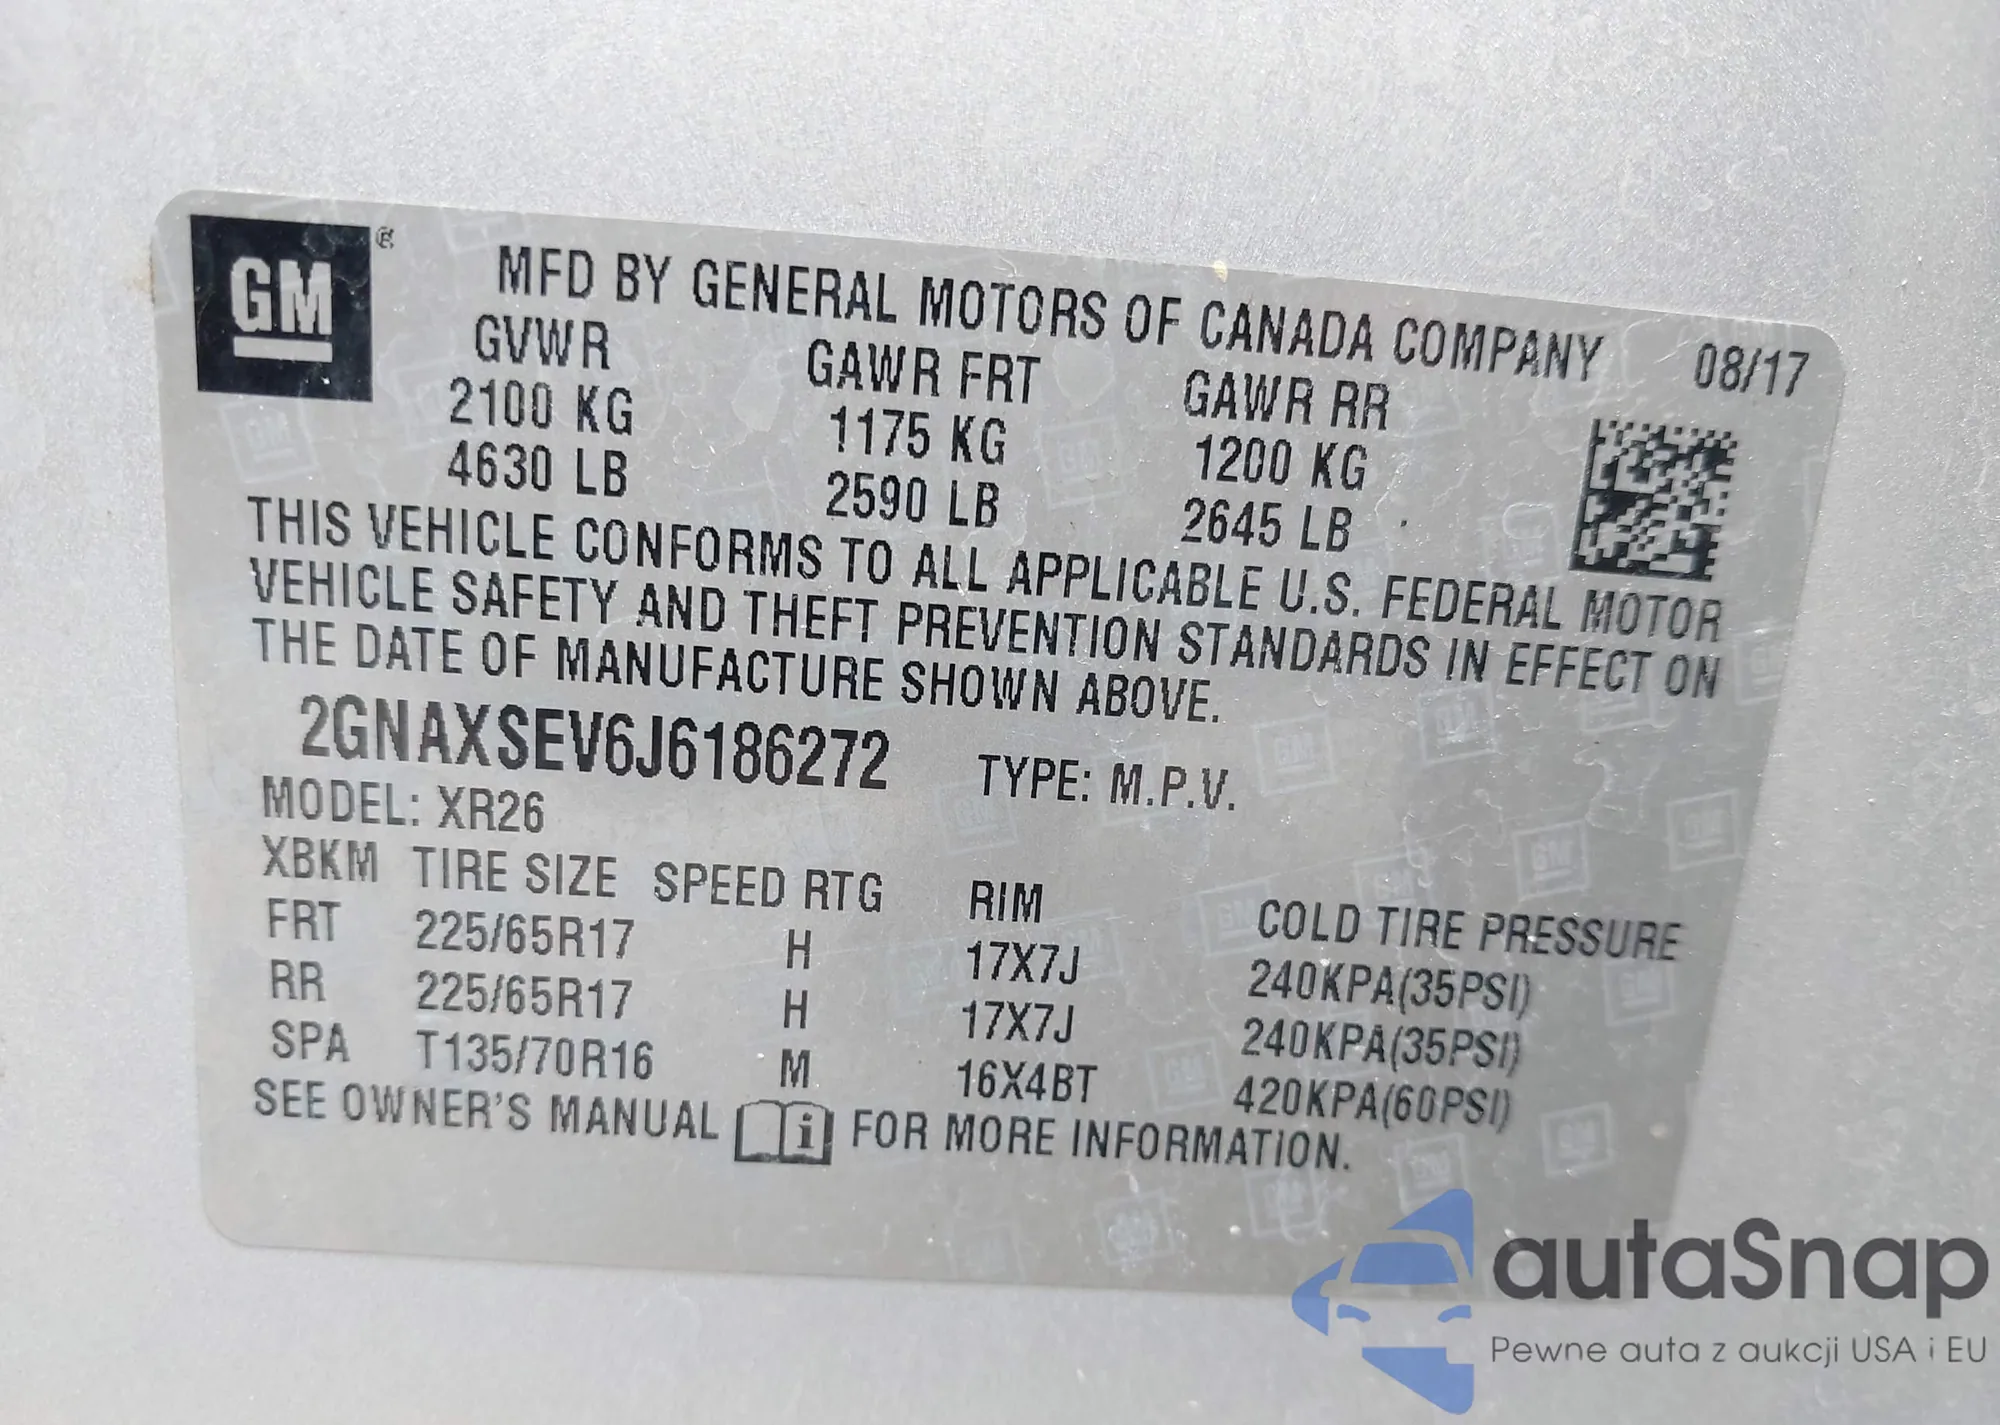 GM®
MFD BY GENERAL MOTORS OF CANADA COMPANY 08/17
GVWR GAWR FRT GAWR RR
2100 KG 1175 KG 1200 KG
4630 LB 2590 LB 2645 LB
THIS VEHICLE CONFORMS TO ALL APPLICABLE U.S. FEDERAL MOTOR
VEHICLE SAFETY AND THEFT PREVENTION STANDARDS IN EFFECT ON
THE DATE OF MANUFACTURE SHOWN ABOVE.
2GNAXSEV6J6186272 TYPE: M.P.V.
MODEL: XR26
XBKM TIRE SIZE SPEED RTG RIM COLD TIRE PRESSURE
FRT 225/65R17 H 17X7J 240KPA(35PSI)
RR 225/65R17 H 17X7J 240KPA(35PSI)
SPA T135/70R16 M 16X4BT 420KPA(60PSI)
SEE OWNER'S MANUAL i FOR MORE INFORMATION.
autaSnap
Pewne auta z aukcji USA i EU